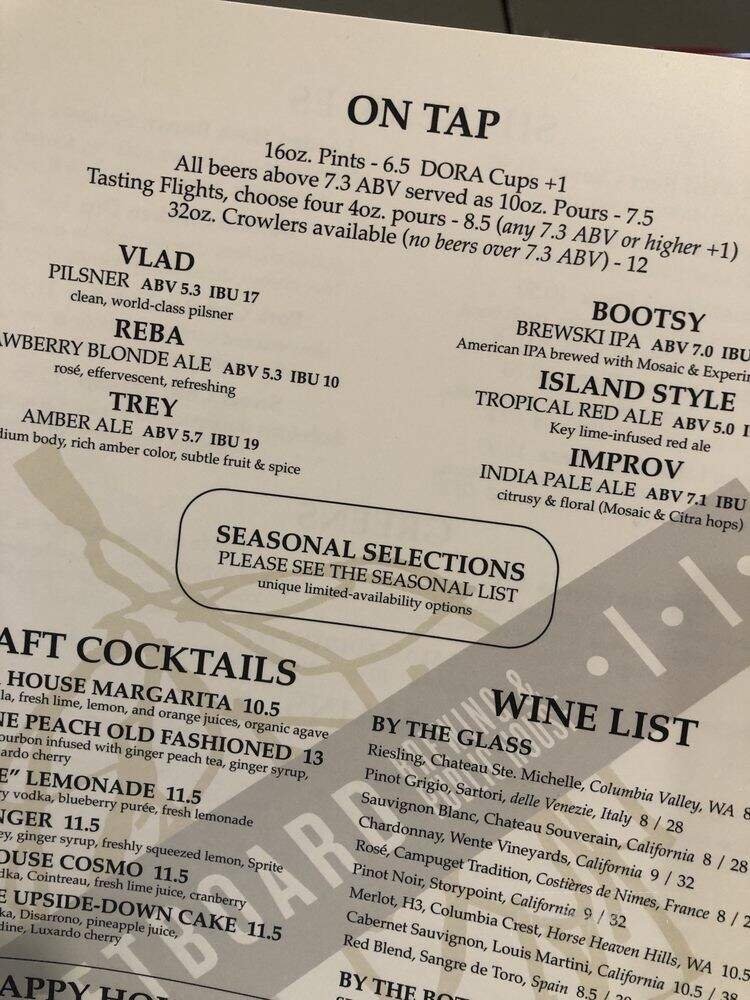 ON TAP
16oz. Pints - 6.5 DORA Cups +1
All beers above 7.3 ABV served as 10oz. Pours - 7.5
Tasting Flights, choose four 4oz. pours - 8.5 (any 7.3 ABV or higher +1)
32oz. Crowlers available (no beers over 7.3 ABV) - 12
VLAD
PILSNER ABV 5.3 IBU 17
clean, world-class pilsner
REBA
AWBERRY BLONDE ALE ABV 5.3 IBU 10
rosé, effervescent, refreshing
TREY
AMBER ALE ABV 5.7 IBU 19
dium body, rich amber color, subtle fruit & spice
BOOTSY
BREWSKI IPA ABV 7.0 IBU
American IPA brewed with Mosaic & Experim
ISLAND STYLE
TROPICAL RED ALE ABV 5.0 I
Key lime-infused red ale
IMPROV
INDIA PALE ALE ABV 7.1 IBU
citrusy & floral (Mosaic & Citra hops)
SEASONAL SELECTIONS
PLEASE SEE THE SEASONAL LIST
unique limited-availability options
AFT COCKTAILS
HOUSE MARGARITA 10.5
la, fresh lime, lemon, and orange juices, organic agave
NE PEACH OLD FASHIONED 13
ourbon infused with ginger peach tea, ginger syrup,
ardo cherry
E" LEMONADE 11.5
ry vodka, blueberry purée, fresh lemonade
NGER 11.5
ey, ginger syrup, freshly squeezed lemon, Sprite
OUSE COSMO 11.5
dka, Cointreau, fresh lime juice, cranberry
E UPSIDE-DOWN CAKE 11.5
ka, Disarrono, pineapple juice,
dine, Luxardo cherry
APPY HO
WINE LIST
BY THE GLASS
Riesling, Chateau Ste. Michelle, Columbia Valley, WA 8
Pinot Grigio, Sartori, delle Venezie, Italy 8 / 28
Sauvignon Blanc, Chateau Souverain, California 8 / 28
Chardonnay, Wente Vineyards, California 9 / 32
Rosé, Campuget Tradition, Costières de Nimes, France 8 / 2
Pinot Noir, Storypoint, California 9 / 32
Merlot, H3, Columbia Crest, Horse Heaven Hills, WA 10.5
Cabernet Sauvignon, Louis Martini, California 10.5 / 38
Red Blend, Sangre de Toro, Spain 8.5 / 30
BY THE BOT
TBOARD